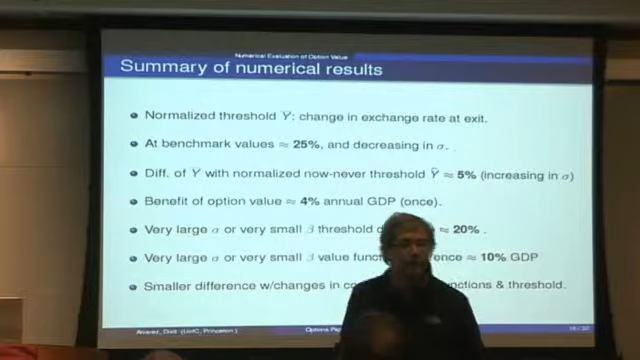 Numerical Evaluation of Option Value
Summary of numerical results
Normalized threshold Ȳ: change in exchange rate at exit.
At benchmark values ≈ 25%, and decreasing in σ. .
Diff. of Ȳ with normalized now-never threshold Ŷ ≈ 5% (increasing in σ)
Benefit of option value ≈ 4% annual GDP (once).
Very large σ or very small β threshold ≈ 20% .
Very large σ or very small β value ≈ 10% GDP
Smaller difference w/changes in & threshold.
Alvarez, Dixit (UofC, Princeton )